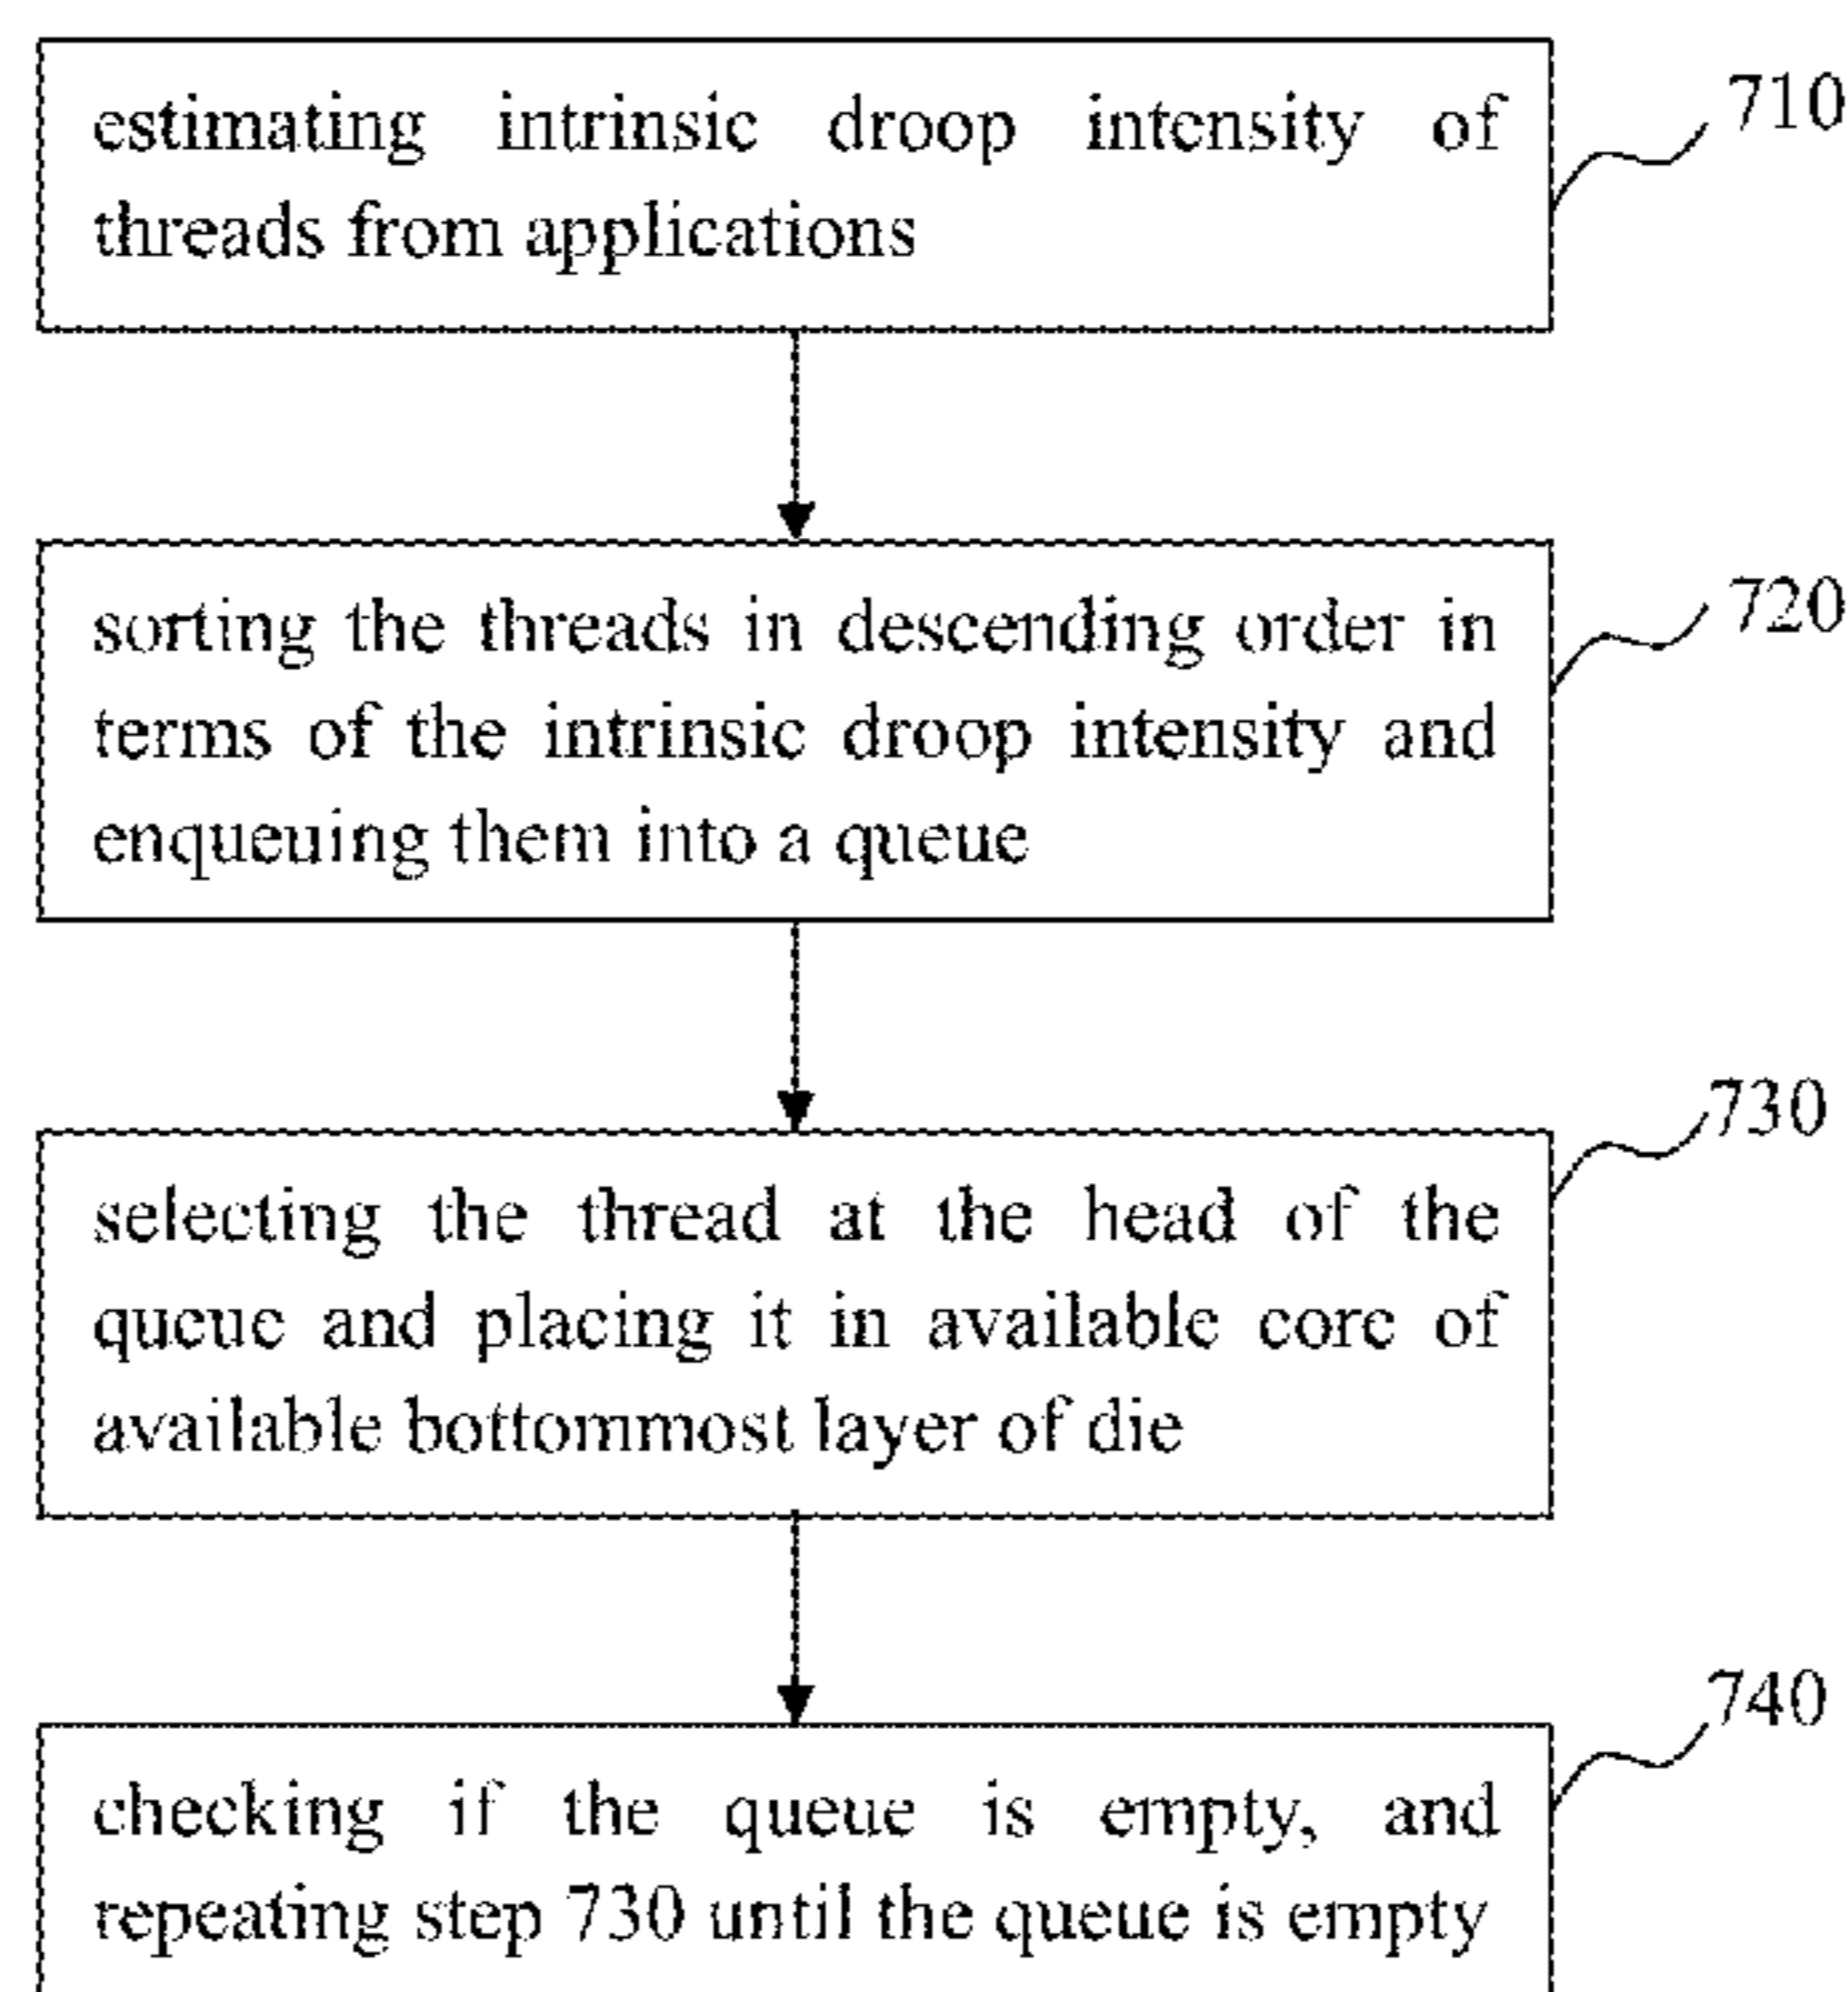 estimating intrinsic droop intensity of
threads from applications
710
sorting the threads in descending order in
terms of the intrinsic droop intensity and
enqueuing them into a queue
720
selecting the thread at the head of the
queue and placing it in available core of
available bottommost layer of die
730
checking if the queue is empty, and
repeating step 730 until the queue is empty
740